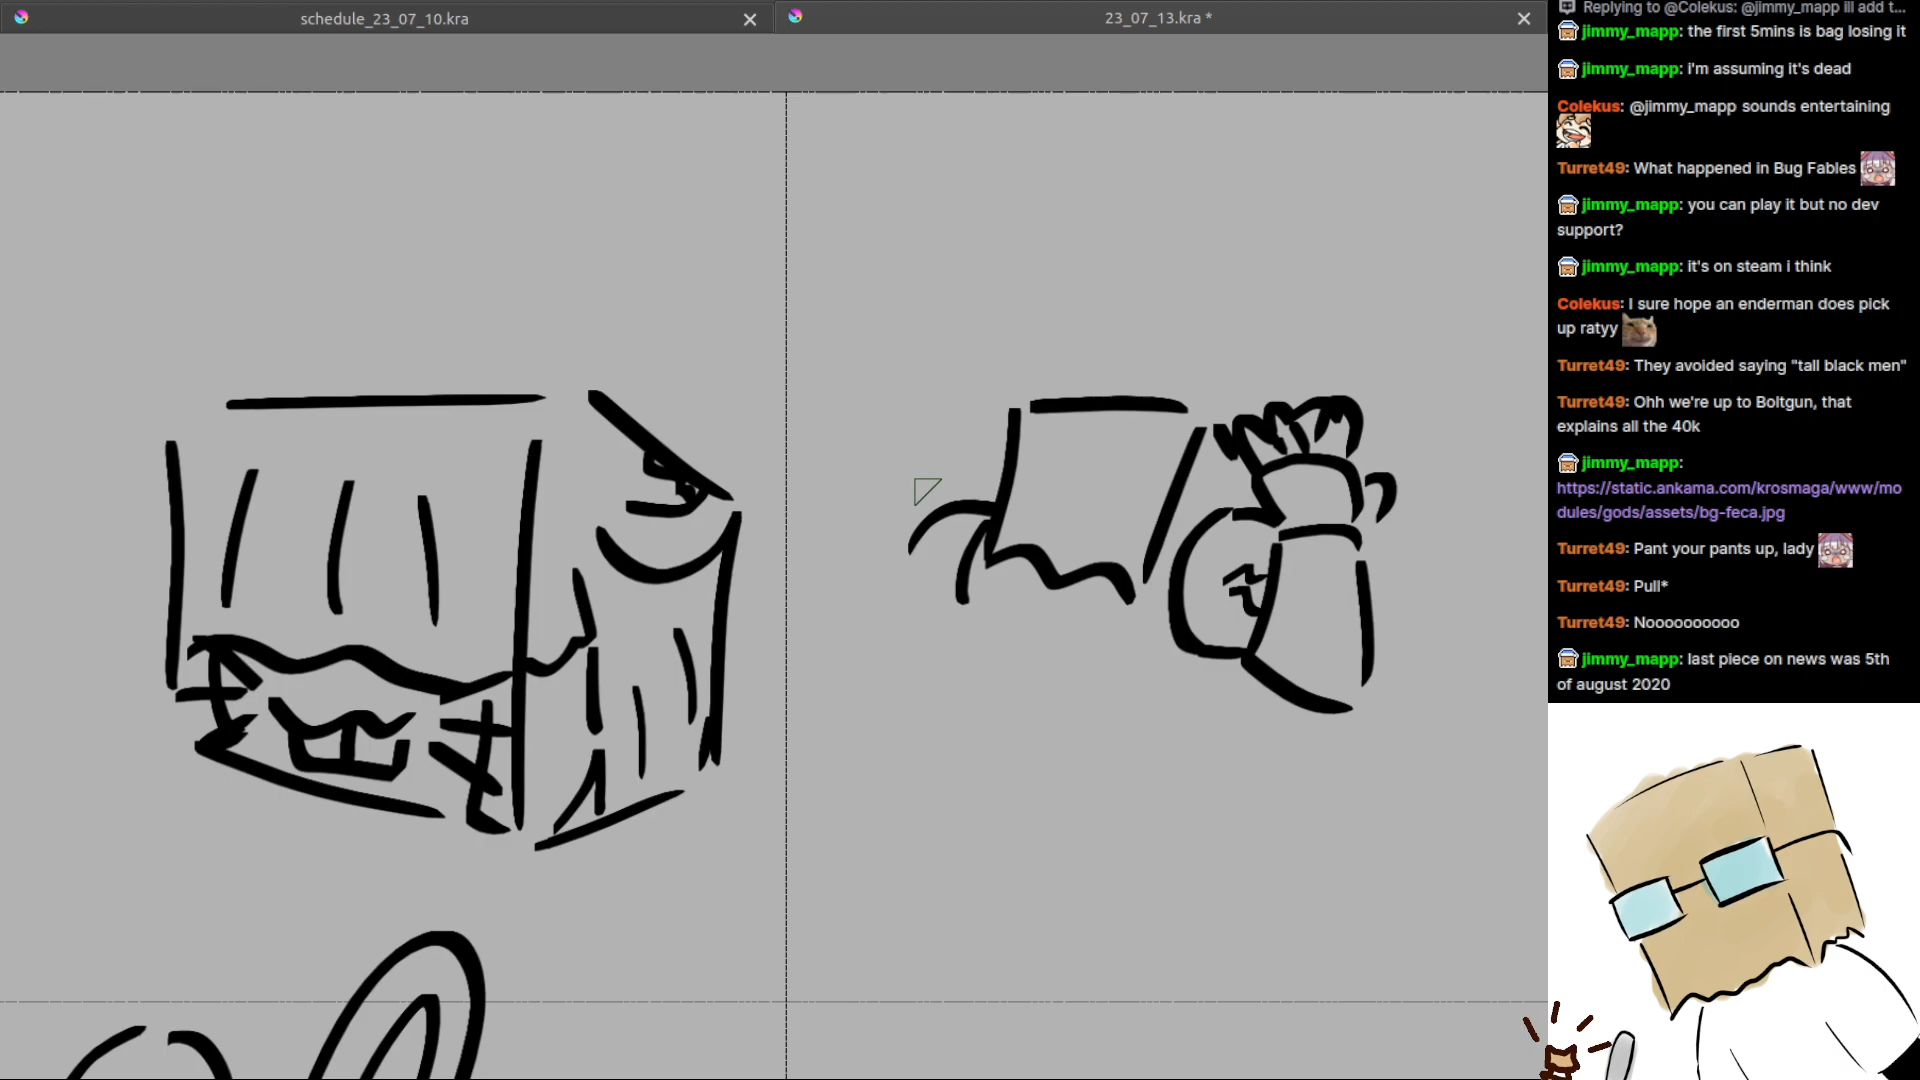 schedule_23_07_10.kra
23_07_13.kra *
Replying to @Colekus: @jimmy_mapp ill add t...
jimmy_mapp: the first 5mins is bag losing it
jimmy_mapp: i'm assuming it's dead
Colekus: @jimmy_mapp sounds entertaining
Turret49: What happened in Bug Fables
jimmy_mapp: you can play it but no dev
support?
jimmy_mapp: it's on steam i think
Colekus: I sure hope an enderman does pick
up ratyy
Turret49: They avoided saying "tall black men"
Turret49: Ohh we're up to Boltgun, that
explains all the 40k
jimmy_mapp:
https://static.ankama.com/krosmaga/www/mo
dules/gods/assets/bg-feca.jpg
Turret49: Pant your pants up, lady
Turret49: Pull*
Turret49: Noooooooooo
jimmy_mapp: last piece on news was 5th
of august 2020